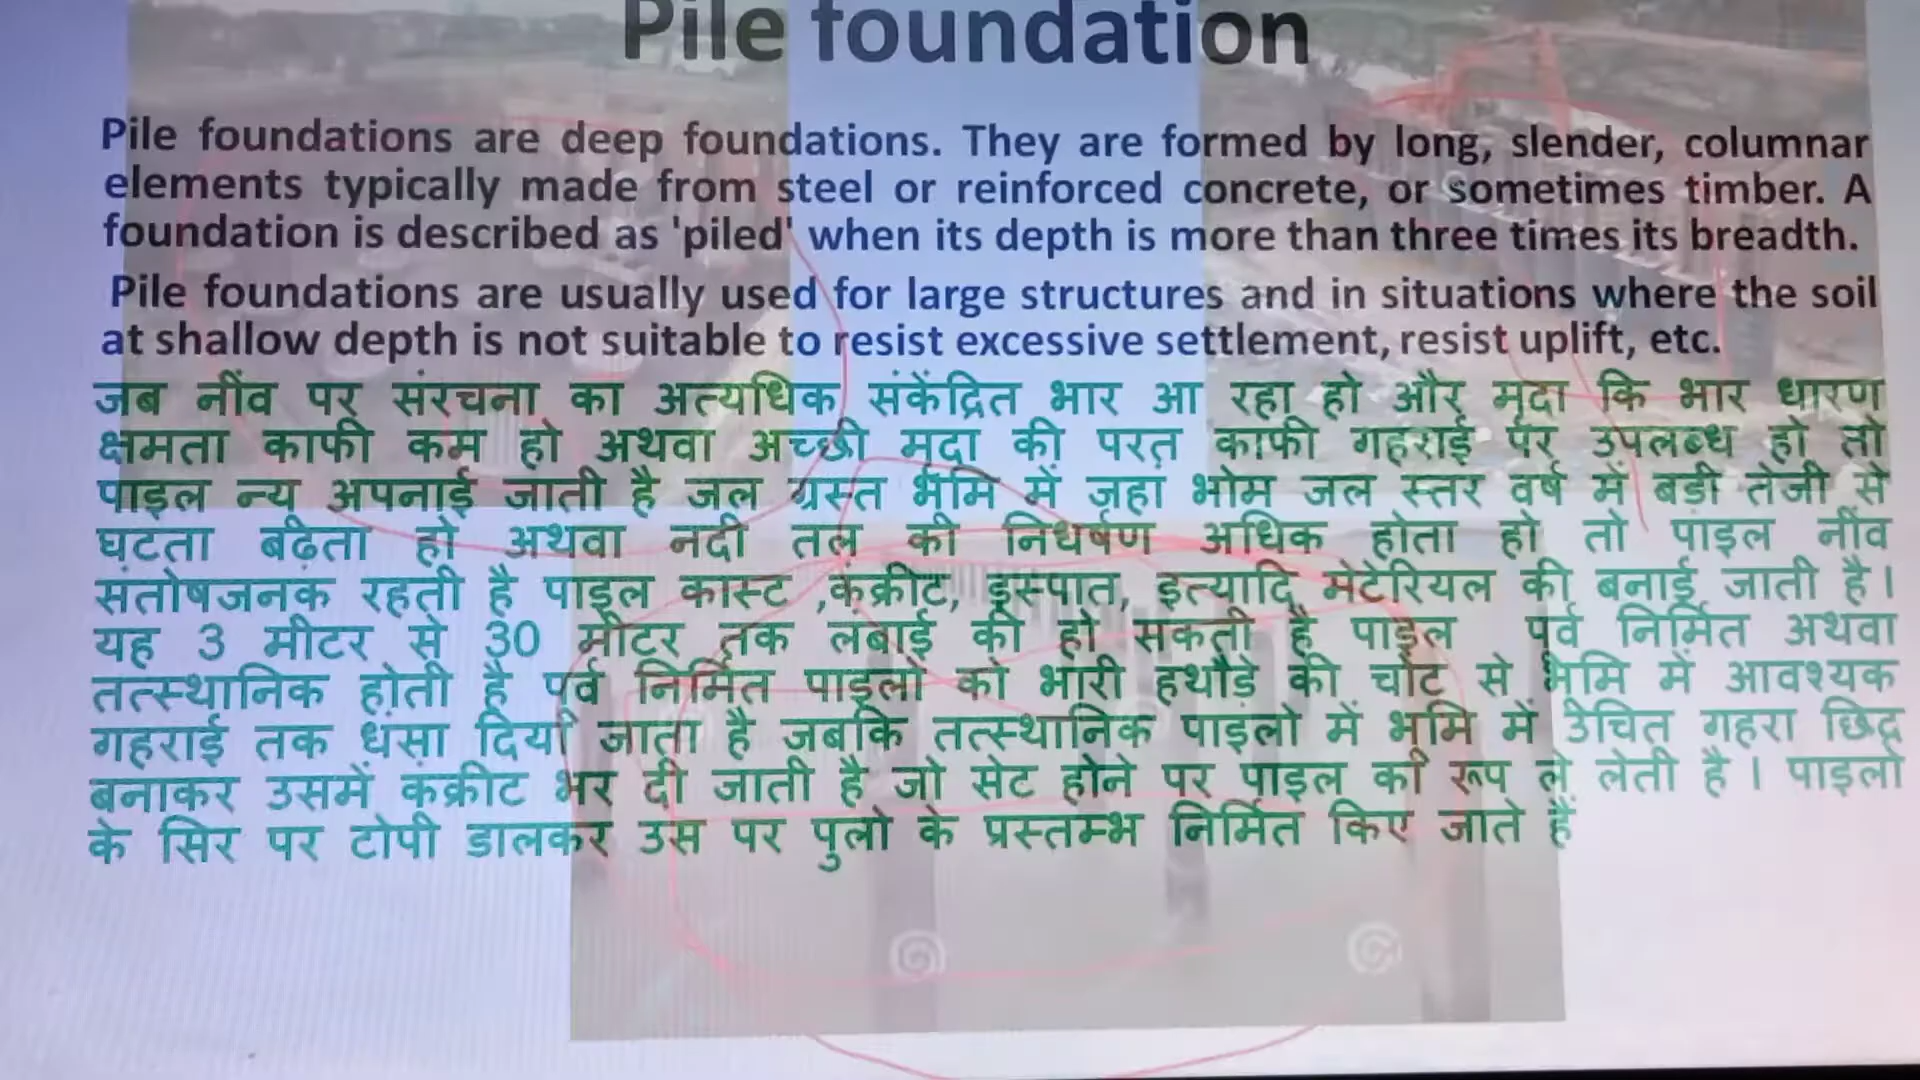 Pile foundation
Pile foundations are deep foundations. They are formed by long, slender, columnar
elements typically made from steel or reinforced concrete, or sometimes timber. A
foundation is described as 'piled' when its depth is more than three times its breadth.
Pile foundations are usually used for large structures and in situations where the soil
at shallow depth is not suitable to resist excessive settlement, resist uplift, etc.
जब नींव पर संरचना का अत्यधिक संकेंद्रित भार आ रहा हो और मृदा कि भार धारण
क्षमता काफी कम हो अथवा अच्छी मृदा की परत काफी गहराई पर उपलब्ध हो तो
पाइल न्य अपनाई जाती है जल ग्रस्त भूमि में जहां भोम जल स्तर वर्ष में बडी तेजी से
घटता बढ़ता हो अथवा नदी तल की निधर्षण अधिक होता हो तो पाइल नींव
संतोषजनक रहती है पाइल कास्ट ,कंक्रीट, इस्पात, इत्यादि मेटेरियल की बनाई जाती है।
यह 3 मीटर से 30 मीटर तक लंबाई की हो सकती है पाइल पूर्व निर्मित अथवा
तत्स्थानिक होती है पूर्व निर्मित पाइलों को भारी हथौड़े की चोट से भूमि में आवश्यक
गहराई तक धंसा दिया जाता है जबकि तत्स्थानिक पाइलो में भूमि में उचित गहरा छिद्र
बनाकर उसमें कंक्रीट भर दी जाती है जो सेट होने पर पाइल का रूप ले लेती है । पाइलो
के सिर पर टोपी डालकर उस पर पुलो के प्रस्तम्भ निर्मित किए जाते हैं